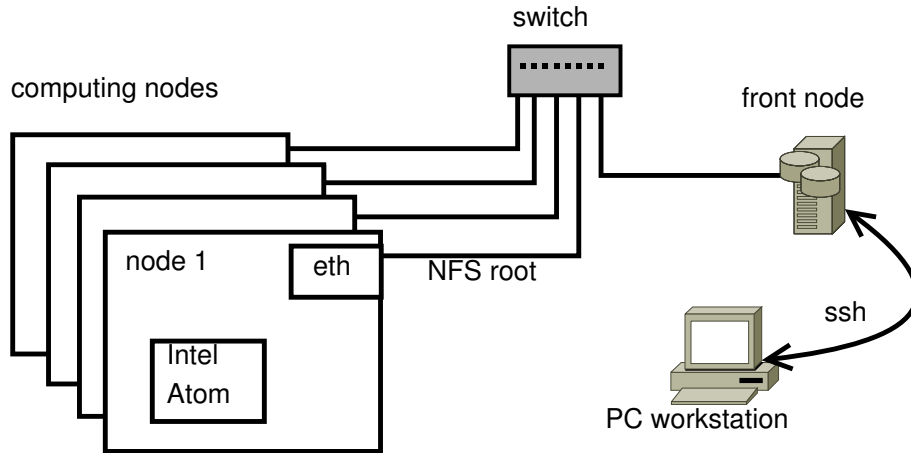 switch
computing nodes
front node
node 1
eth
NFS root
ssh
Intel
Atom
PC workstation